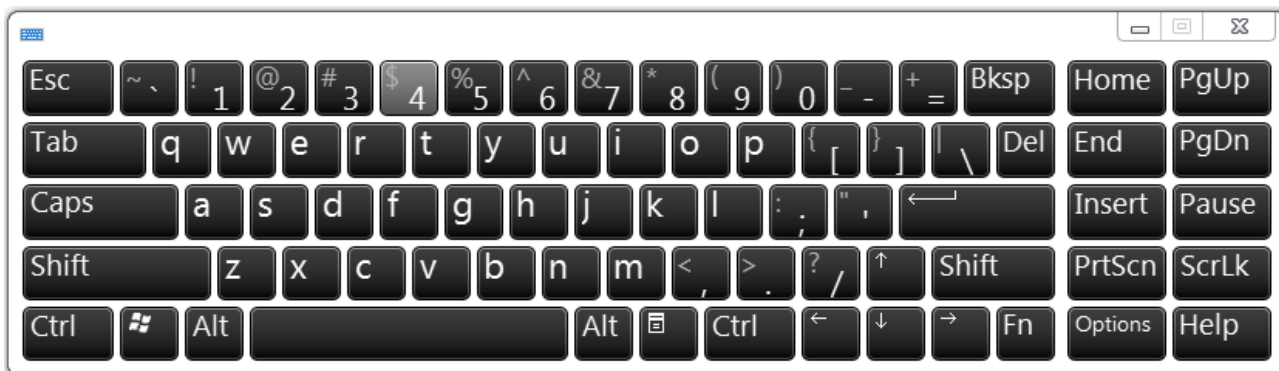 Esc ~ ` ! 1 @ 2 # 3 $ 4 % 5 ^ 6 & 7 * 8 ( 9 ) 0 _ - + = Bksp Home PgUp
Tab q w e r t y u i o p { [ } ] | \ Del End PgDn
Caps a s d f g h j k l : ; " ' Insert Pause
Shift z x c v b n m < , > . ? / ↑ Shift PrtScn ScrLk
Ctrl Alt Alt Ctrl ← ↓ → Fn Options Help